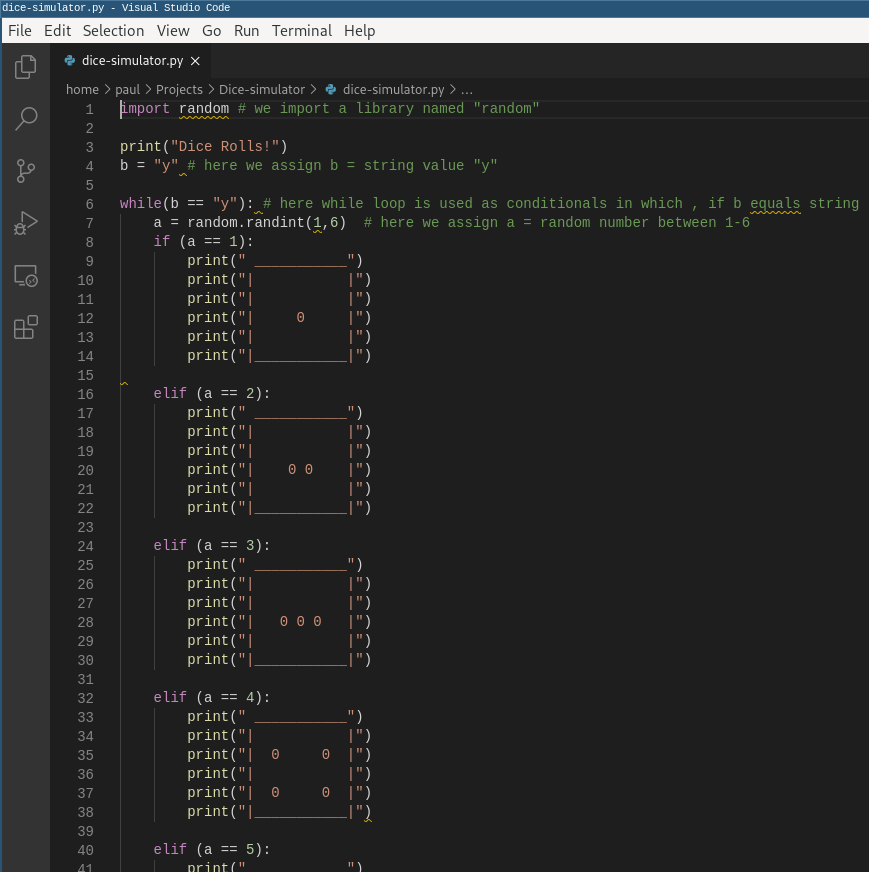 dice-simulator.py - Visual Studio Code
File Edit Selection View Go Run Terminal Help
dice-simulator.py ×
home > paul > Projects > Dice-simulator > dice-simulator.py > ...
1 import random # we import a library named "random"
2
3 print("Dice Rolls!")
4 b = "y" # here we assign b = string value "y"
5
6 while(b == "y"): # here while loop is used as conditionals in which , if b equals string
7     a = random.randint(1,6)  # here we assign a = random number between 1-6
8     if (a == 1):
9         print(" ___________")
10         print("|           |")
11         print("|           |")
12         print("|     0     |")
13         print("|           |")
14         print("|___________|")
15
16     elif (a == 2):
17         print(" ___________")
18         print("|           |")
19         print("|           |")
20         print("|    0 0    |")
21         print("|           |")
22         print("|___________|")
23
24     elif (a == 3):
25         print(" ___________")
26         print("|           |")
27         print("|           |")
28         print("|   0 0 0   |")
29         print("|           |")
30         print("|___________|")
31
32     elif (a == 4):
33         print(" ___________")
34         print("|           |")
35         print("|  0     0  |")
36         print("|           |")
37         print("|  0     0  |")
38         print("|___________|")
39
40     elif (a == 5):
41         print(" ___________")